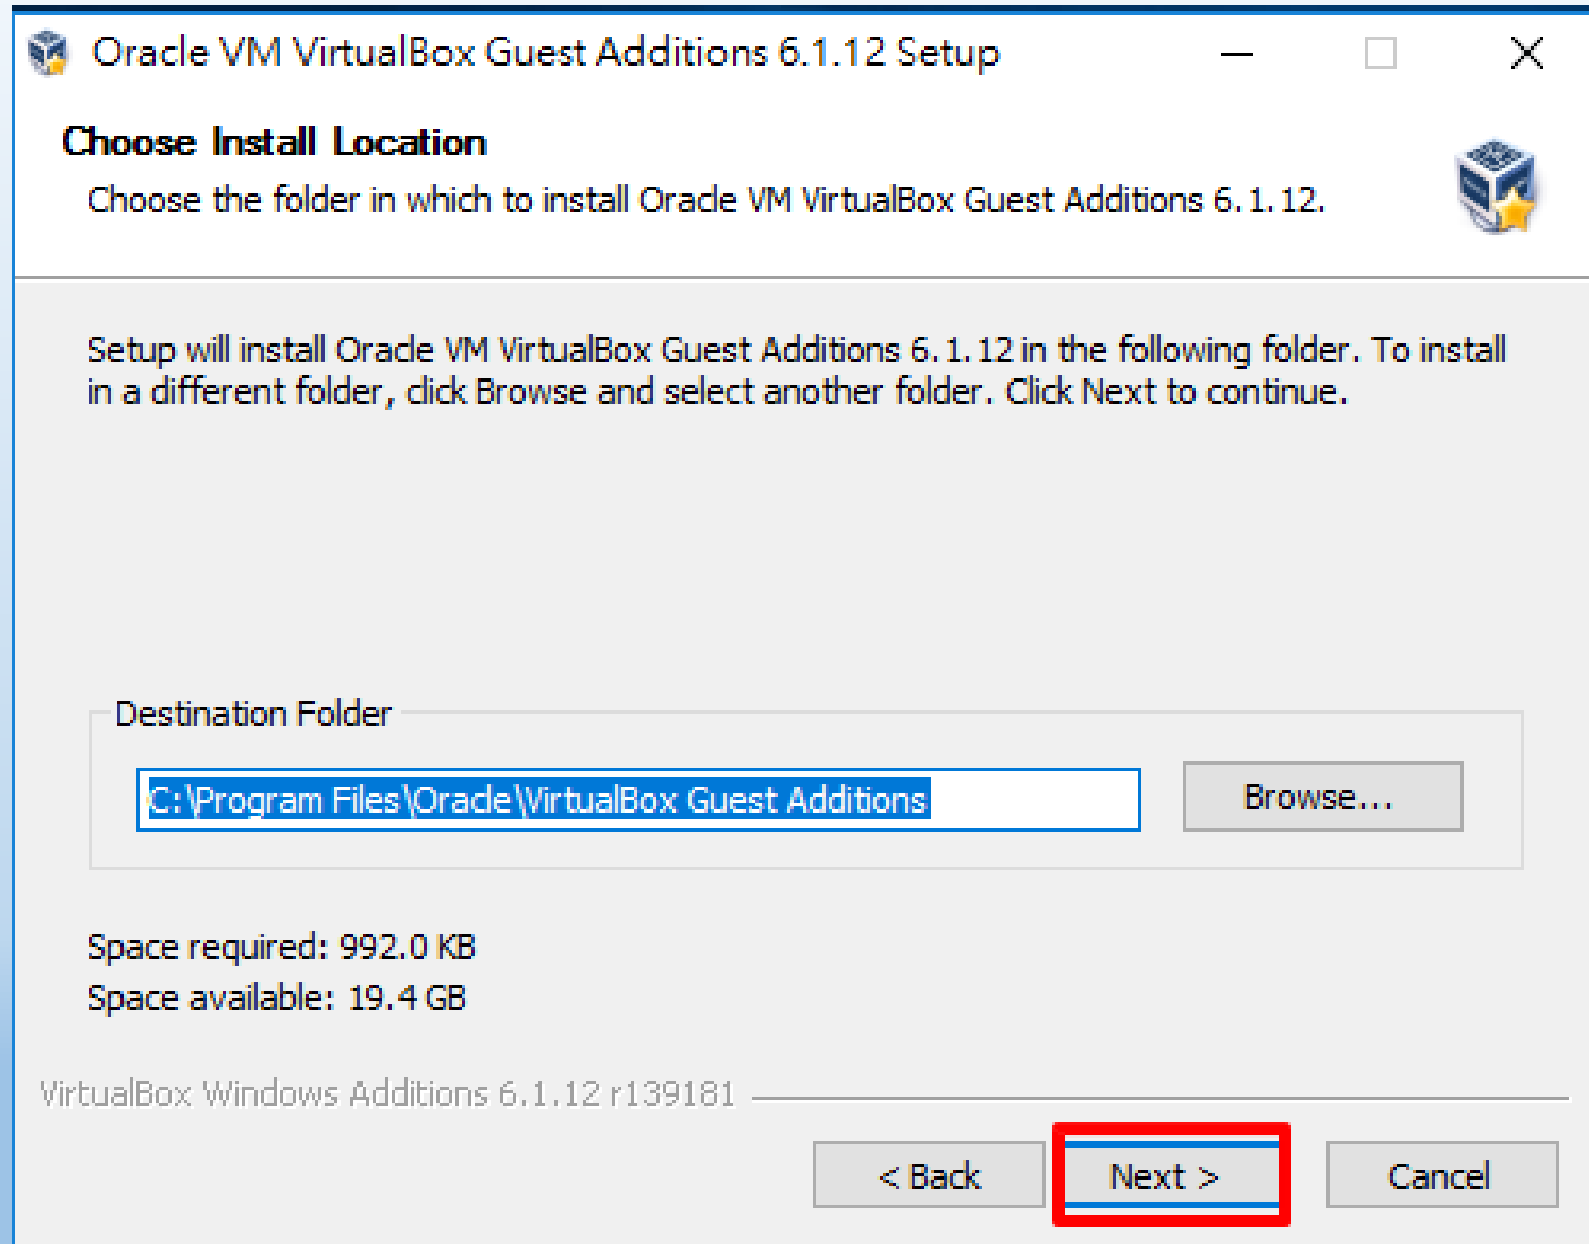 Oracle VM VirtualBox Guest Additions 6.1.12 Setup
Choose Install Location
Choose the folder in which to install Oracle VM VirtualBox Guest Additions 6.1.12.
Setup will install Oracle VM VirtualBox Guest Additions 6.1.12 in the following folder. To install
in a different folder, click Browse and select another folder. Click Next to continue.
Destination Folder
C:\Program Files\Oracle\VirtualBox Guest Additions
Browse...
Space required: 992.0 KB
Space available: 19.4 GB
VirtualBox Windows Additions 6.1.12 r139181
< Back
Next >
Cancel